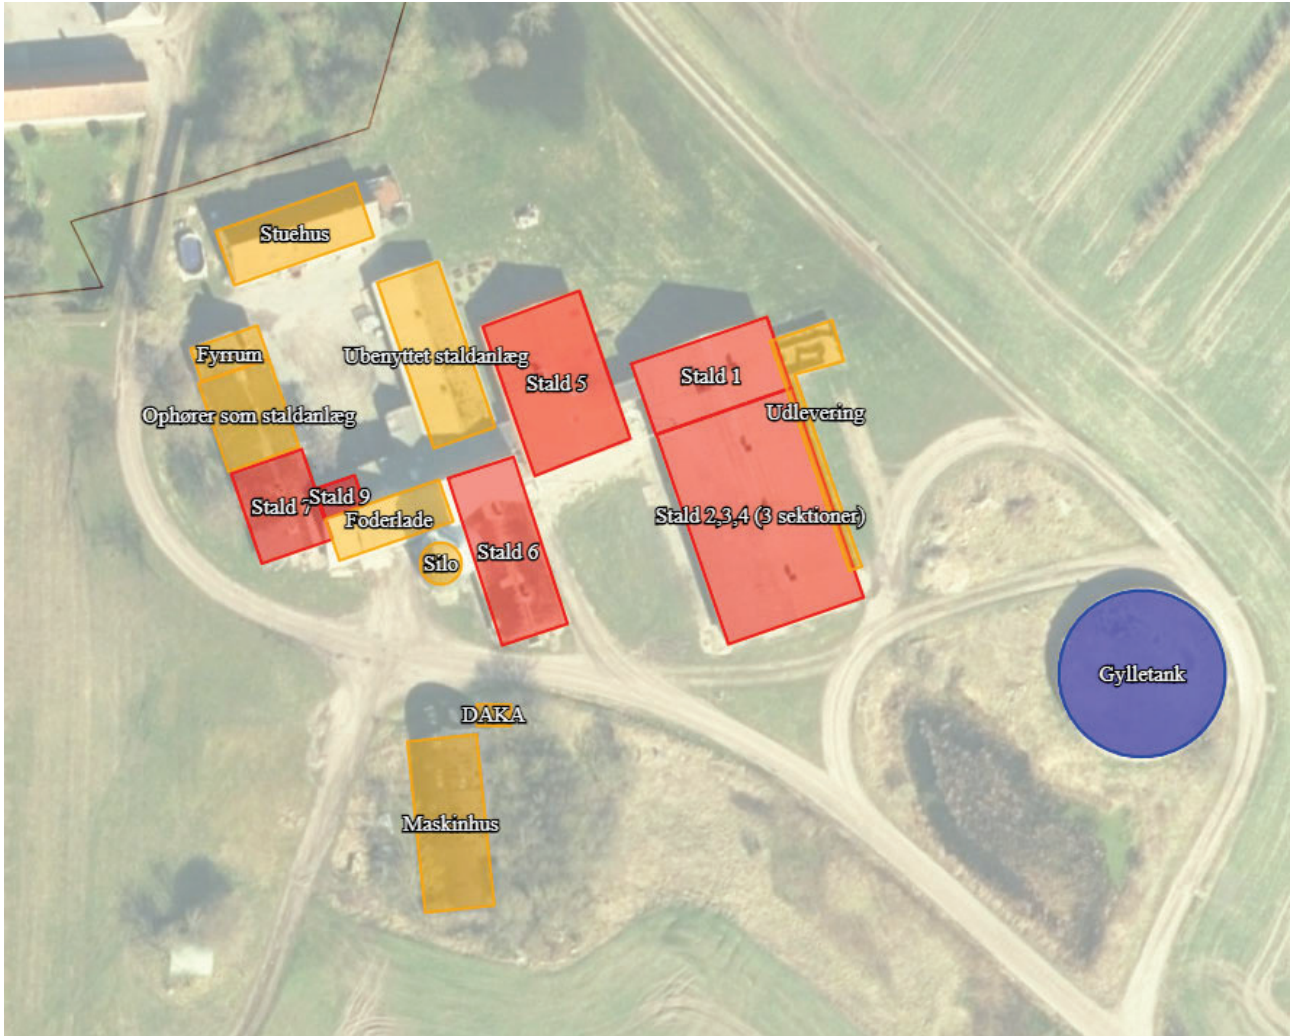 Stuehus
Fyrrum
Ubenyttet staldanlæg
Stald 5
Stald 1
Ophører som staldanlæg
Udlevering
Stald 9
Stald 7
Foderlade
Stald 2,3,4 (3 sektioner)
Silo
Stald 6
Gylletank
DAKA
Maskinhus